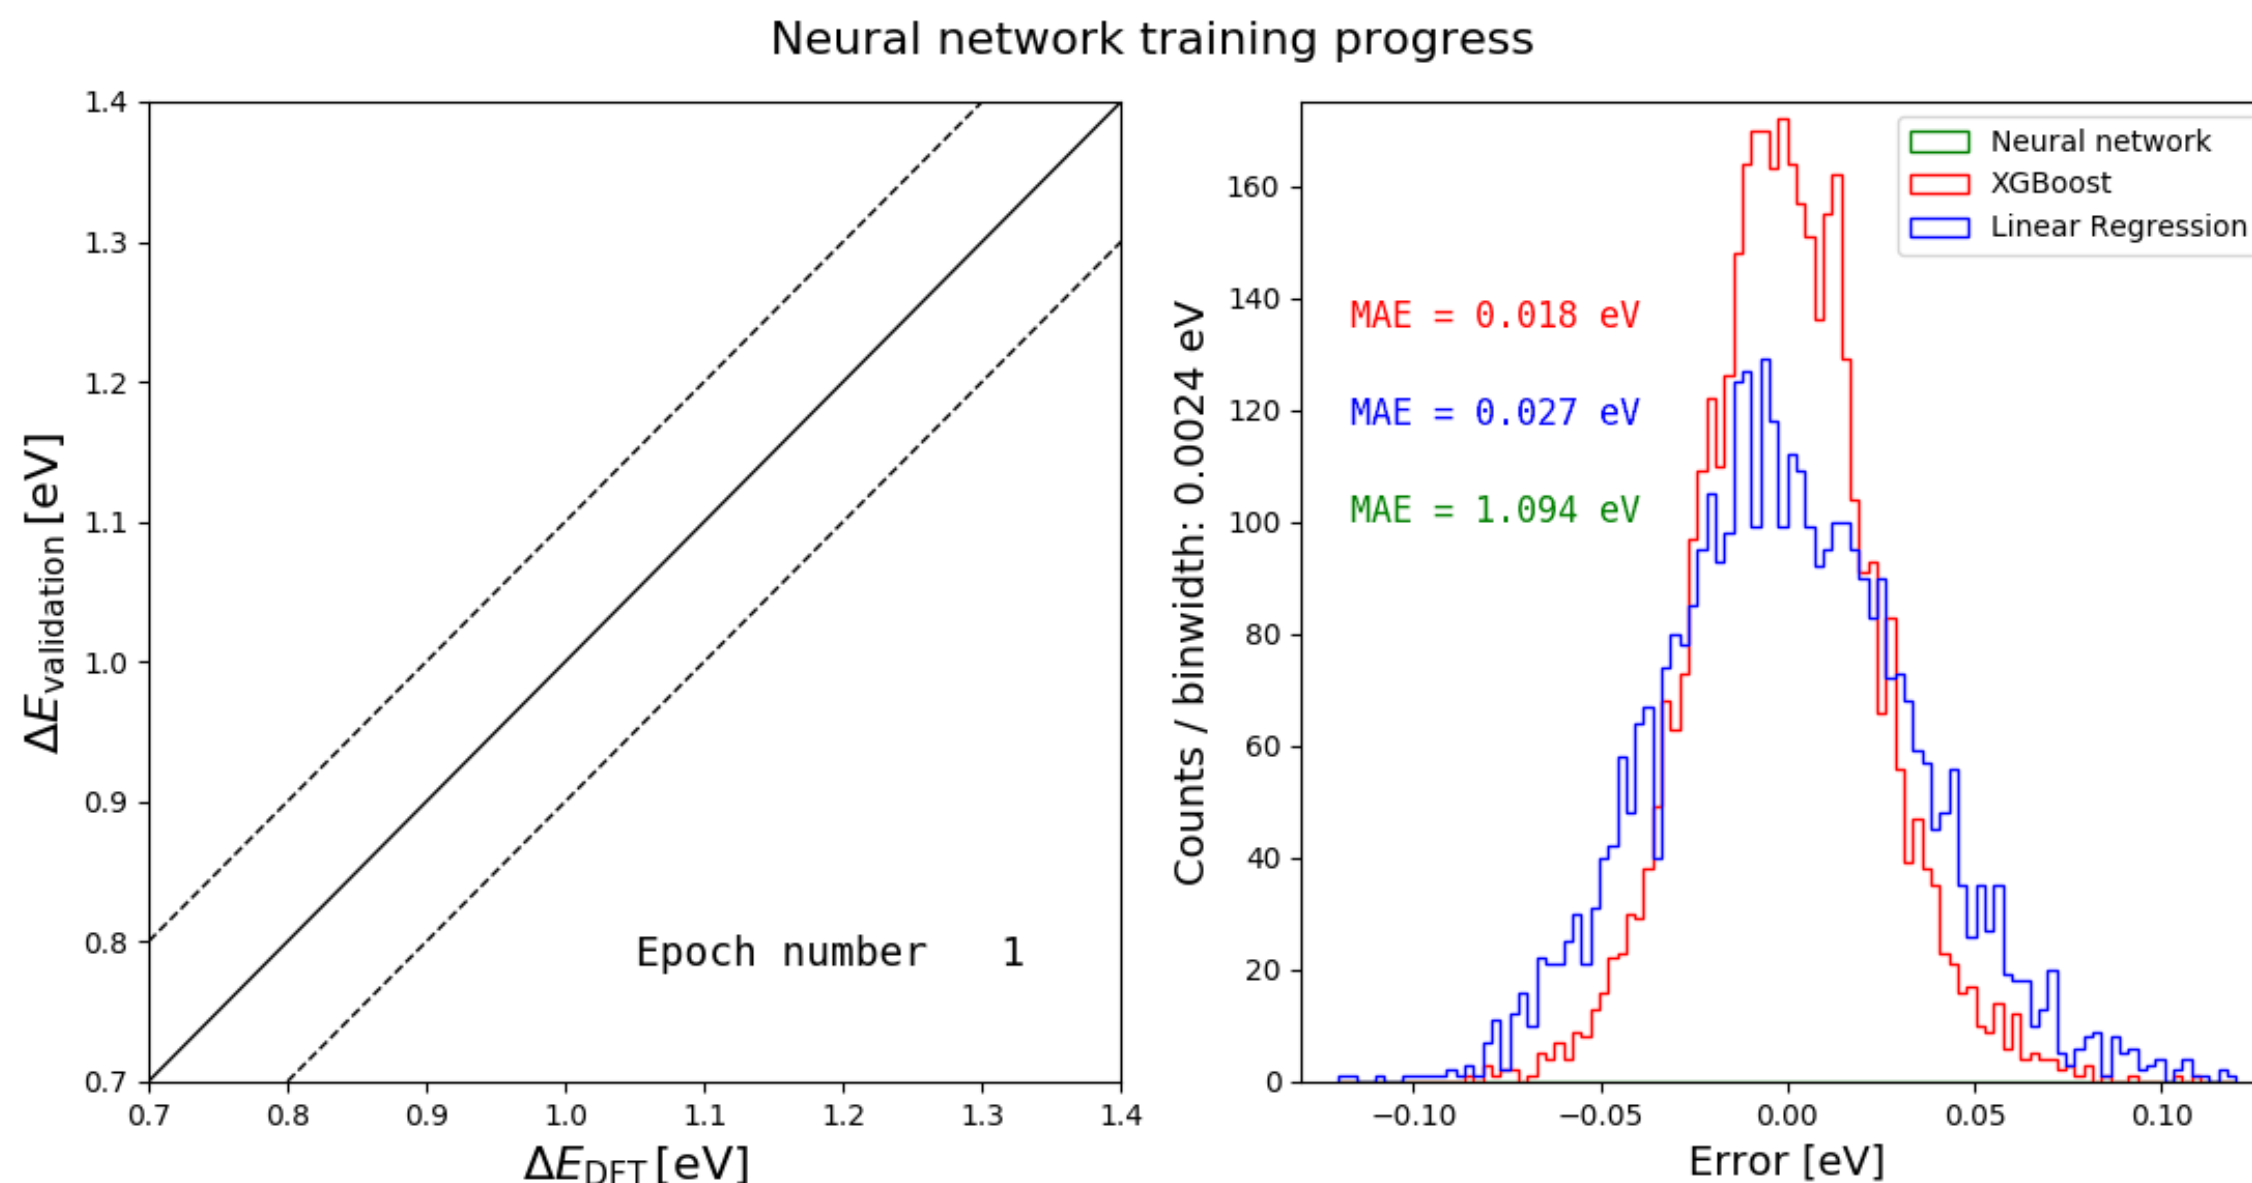 Neural network training progress
1.4
1.3
1.2
1.1
1.0
0.9
0.8
0.7
ΔEvalidation [eV]
Epoch number 1
0.7 0.8 0.9 1.0 1.1 1.2 1.3 1.4
ΔEDFT [eV]
160
140
120
100
80
60
40
20
0
Counts / binwidth: 0.0024 eV
Neural network
XGBoost
Linear Regression
MAE = 0.018 eV
MAE = 0.027 eV
MAE = 1.094 eV
−0.10 −0.05 0.00 0.05 0.10
Error [eV]